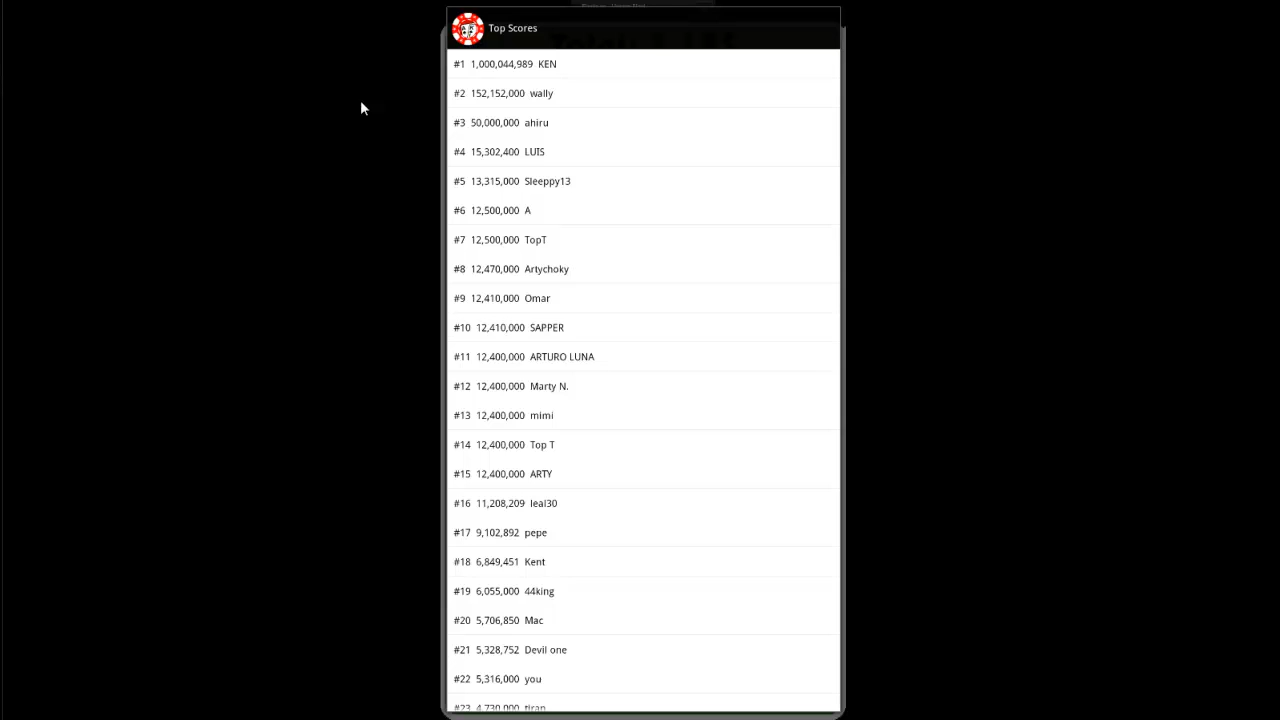 Top Scores
#1 1,000,044,989 KEN
#2 152,152,000 wally
#3 50,000,000 ahiru
#4 15,302,400 LUIS
#5 13,315,000 Sleeppy13
#6 12,500,000 A
#7 12,500,000 TopT
#8 12,470,000 Artychoky
#9 12,410,000 Omar
#10 12,410,000 SAPPER
#11 12,400,000 ARTURO LUNA
#12 12,400,000 Marty N.
#13 12,400,000 mimi
#14 12,400,000 Top T
#15 12,400,000 ARTY
#16 11,208,209 leal30
#17 9,102,892 pepe
#18 6,849,451 Kent
#19 6,055,000 44king
#20 5,706,850 Mac
#21 5,328,752 Devil one
#22 5,316,000 you
#23 4,730,000 tiran